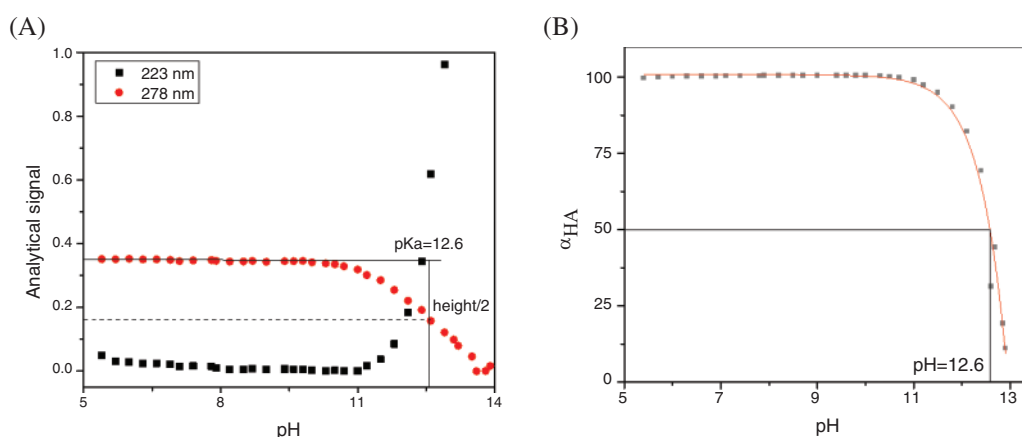 (A)
1.0
0.8
0.6
0.4
0.2
0.0
Analytical signal
223 nm
278 nm
pKa=12.6
height/2
5
8
11
14
pH
(B)
100
75
50
25
0
αHA
pH=12.6
5
7
9
11
13
pH